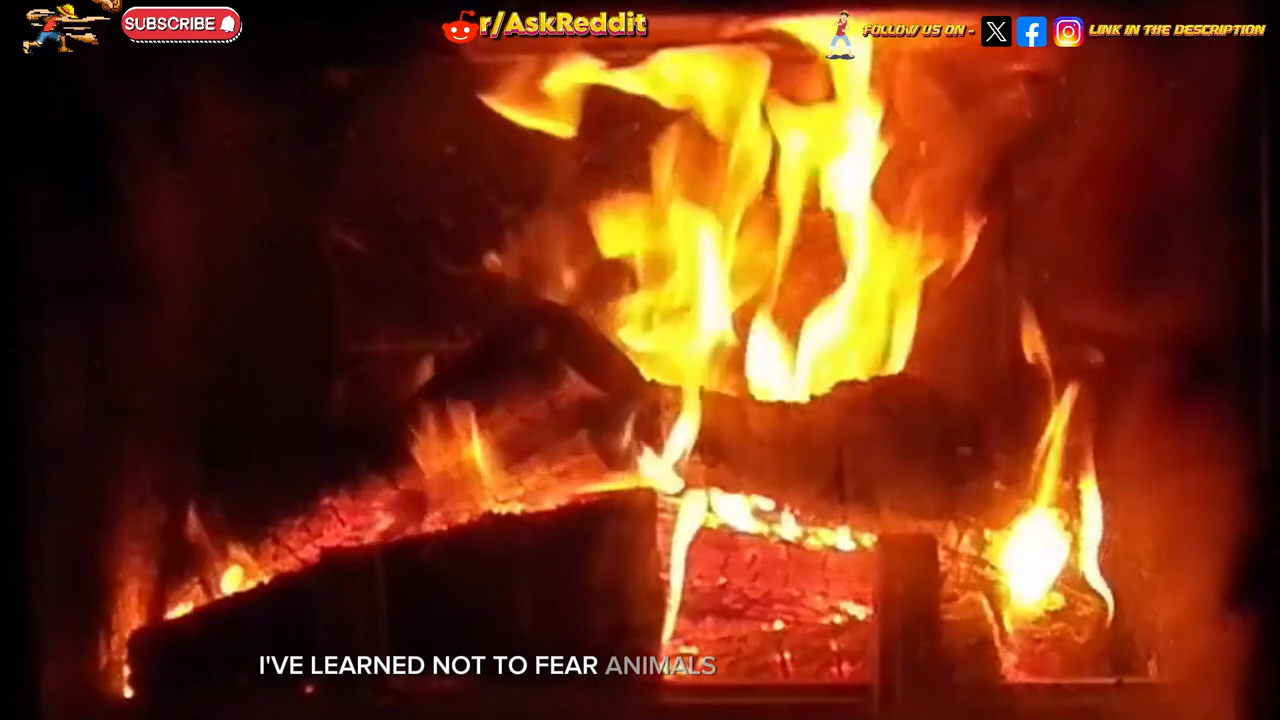 SUBSCRIBE
r/AskReddit
FOLLOW US ON -
LINK IN THE DESCRIPTION
I'VE LEARNED NOT TO FEAR ANIMALS